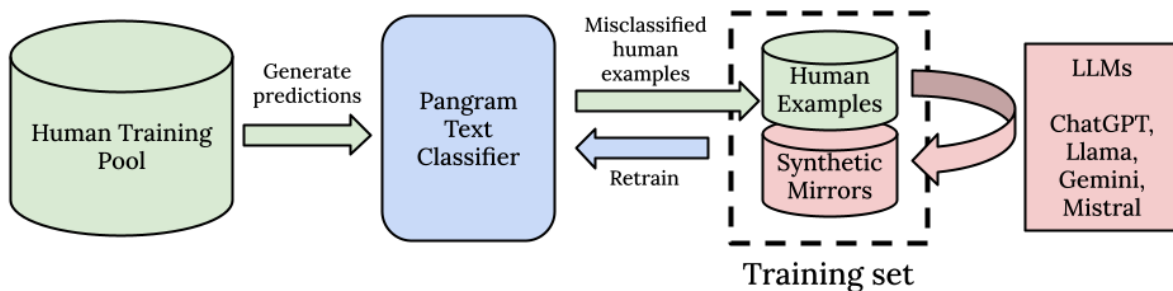 Human Training
Pool
Generate
predictions
Pangram
Text
Classifier
Misclassified
human
examples
Retrain
Human
Examples
Synthetic
Mirrors
Training set
LLMs
ChatGPT,
Llama,
Gemini,
Mistral